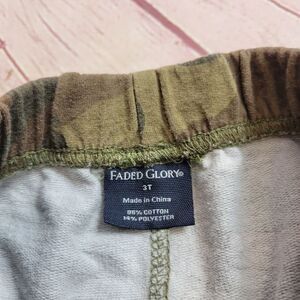 FADED GLORY®
3T
Made in China
86% COTTON
14% POLYESTER